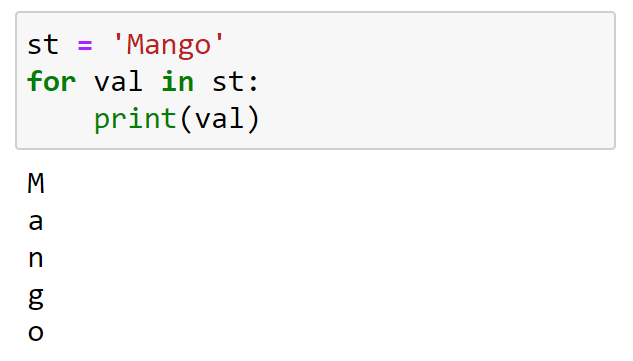 st = 'Mango'
for val in st:
    print(val)
M
a
n
g
o